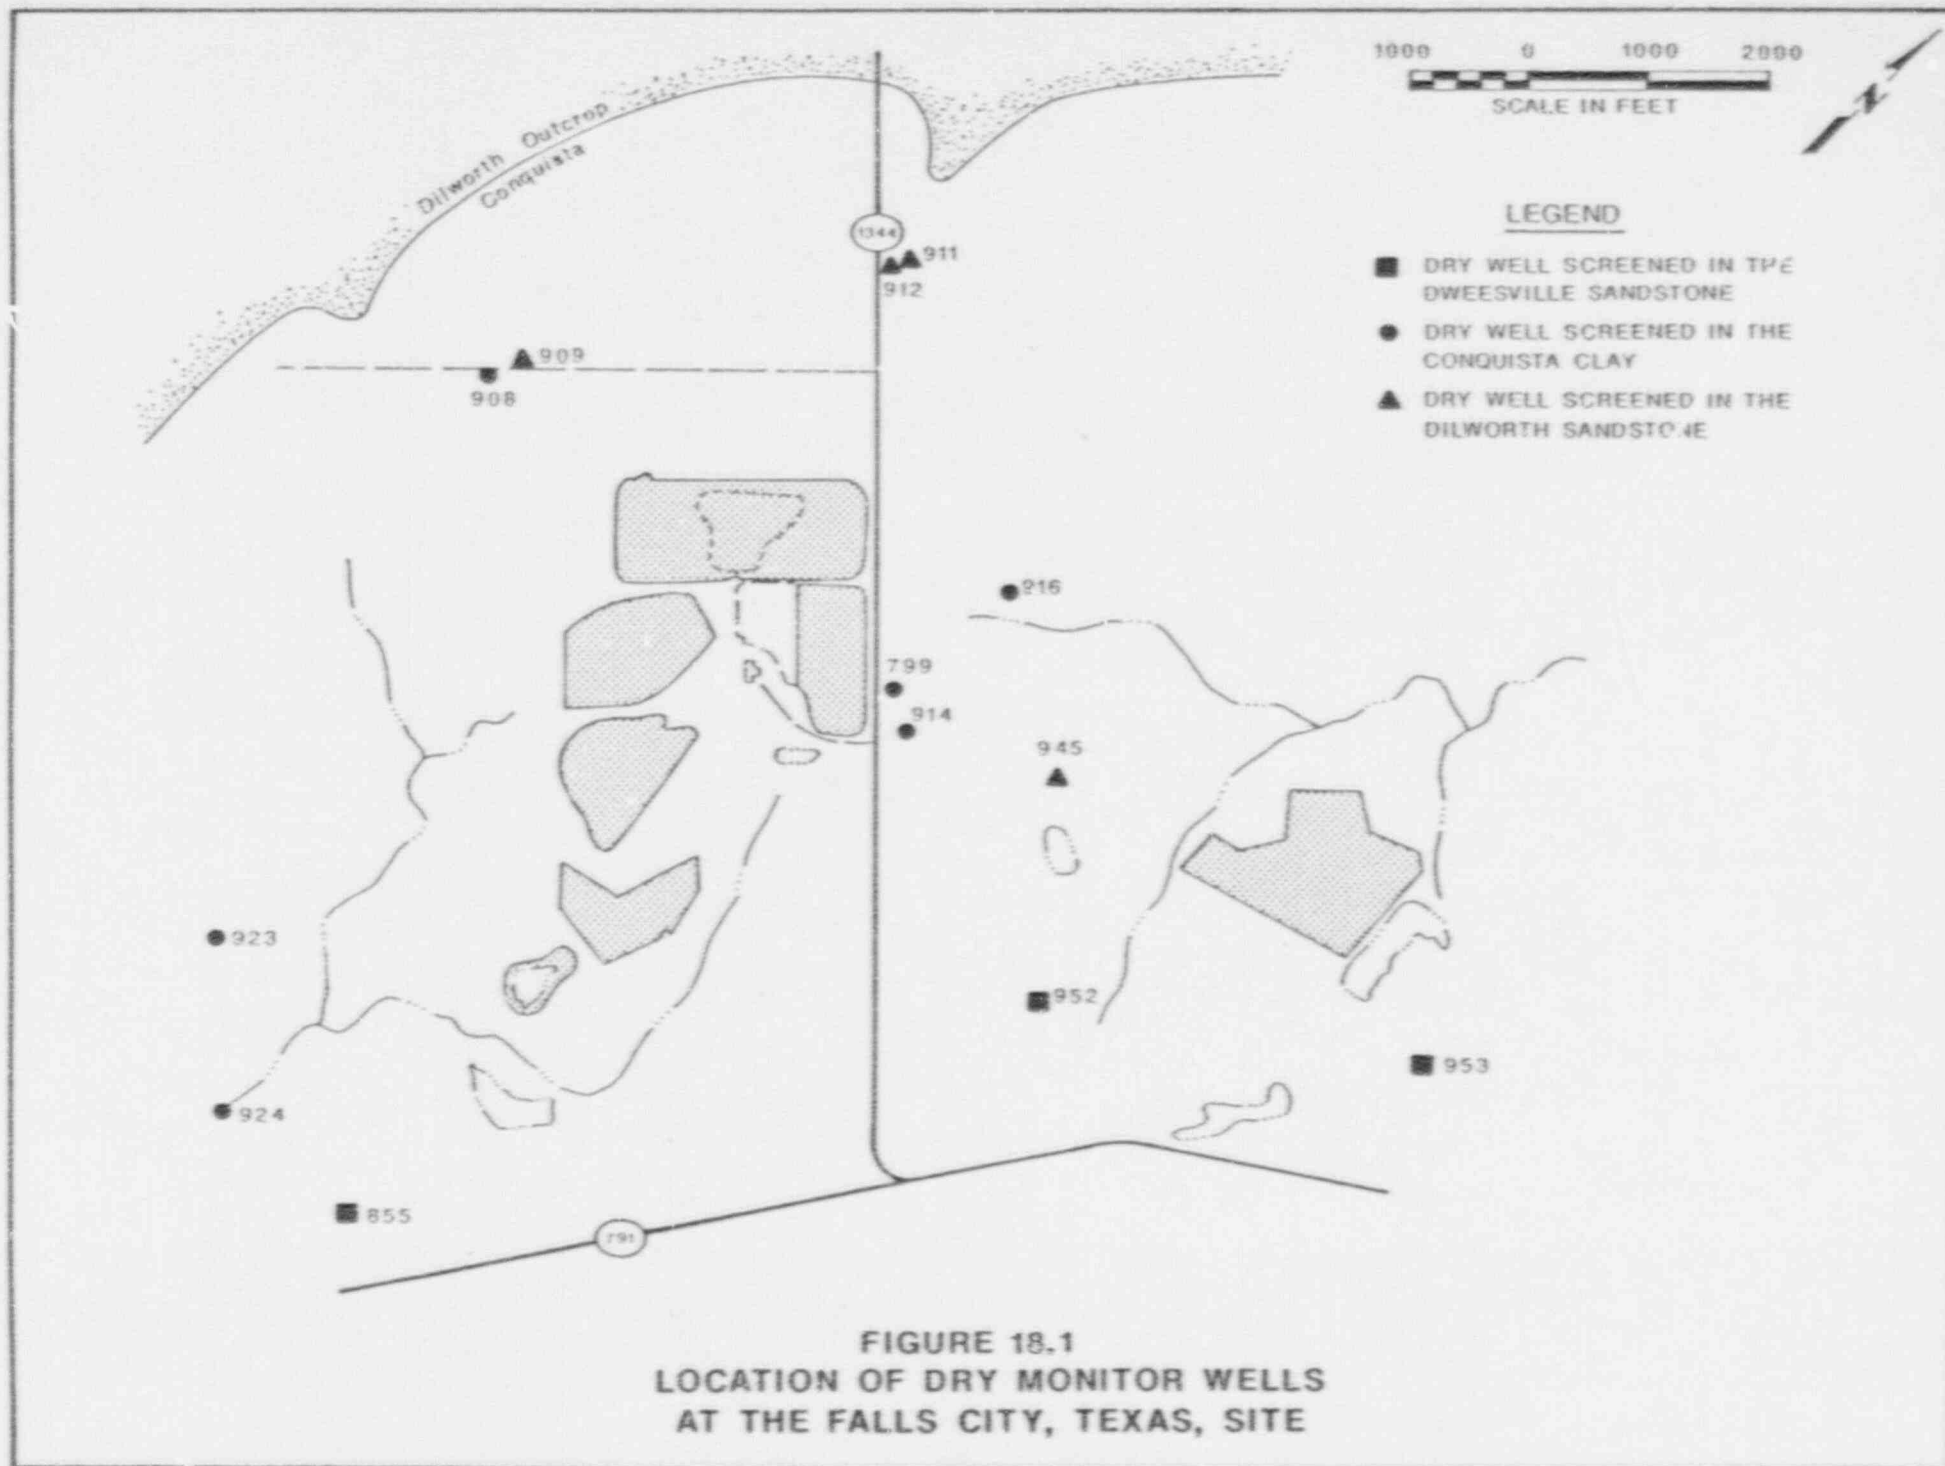 1000 0 1000 2000
SCALE IN FEET
N
Dilworth Outcrop
Conquista
LEGEND
DRY WELL SCREENED IN THE
DWEESVILLE SANDSTONE
DRY WELL SCREENED IN THE
CONQUISTA CLAY
DRY WELL SCREENED IN THE
DILWORTH SANDSTONE
1344
911
912
909
908
916
799
914
945
923
952
953
924
855
791
FIGURE 18.1
LOCATION OF DRY MONITOR WELLS
AT THE FALLS CITY, TEXAS, SITE